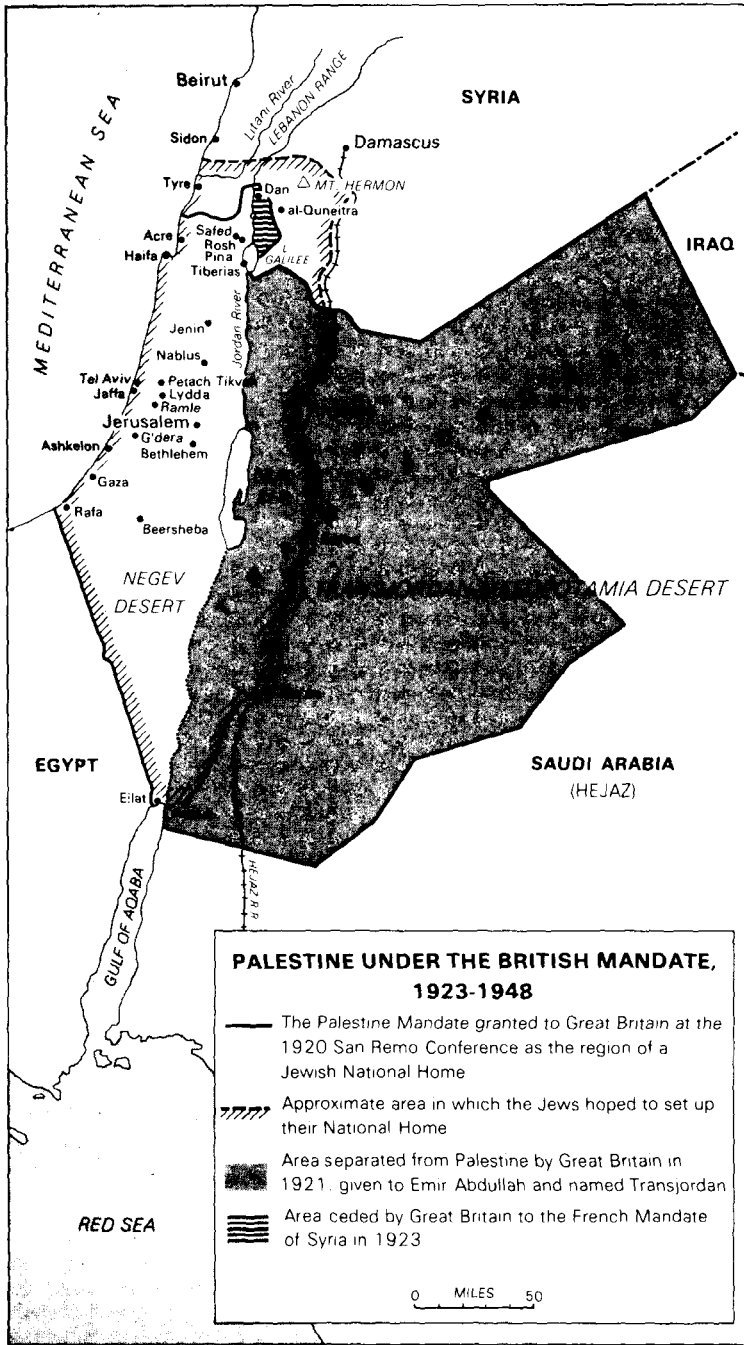 Beirut
SYRIA
MEDITERRANEAN SEA
Litani River
LEBANON RANGE
Sidon
Damascus
Tyre
Dan
MT. HERMON
al-Quneitra
Acre
Safed
Rosh
Pina
L
GALILEE
IRAQ
Haifa
Tiberias
Jenin
Jordan River
Nablus
Tel Aviv
Petach Tikva
Jaffa
Lydda
Ramle
Jerusalem
Ashkelon
G'dera
Bethlehem
Gaza
Rafa
Beersheba
NEGEV
DESERT
DESERT
EGYPT
SAUDI ARABIA
(HEJAZ)
Eilat
GULF OF AQABA
HEJAZ R.R.
RED SEA
PALESTINE UNDER THE BRITISH MANDATE,
1923-1948
The Palestine Mandate granted to Great Britain at the
1920 San Remo Conference as the region of a
Jewish National Home
Approximate area in which the Jews hoped to set up
their National Home
Area separated from Palestine by Great Britain in
1921, given to Emir Abdullah and named Transjordan
Area ceded by Great Britain to the French Mandate
of Syria in 1923
0 MILES 50